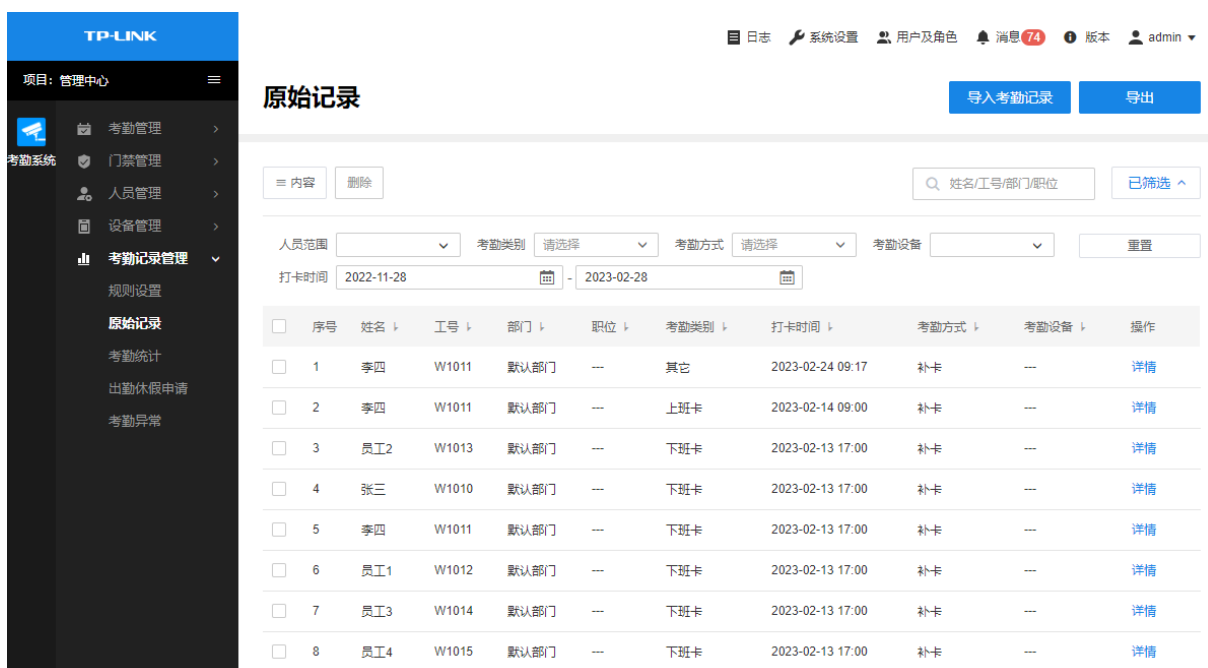 TP-LINK
日志 系统设置 用户及角色 消息 74 版本 admin
项目：管理中心
原始记录
导入考勤记录 导出
考勤系统
考勤管理
门禁管理
人员管理
设备管理
考勤记录管理
规则设置
原始记录
考勤统计
出勤休假申请
考勤异常
内容 删除 姓名/工号/部门/职位 已筛选
人员范围 考勤类别 请选择 考勤方式 请选择 考勤设备 重置
打卡时间 2022-11-28 - 2023-02-28
序号 姓名 工号 部门 职位 考勤类别 打卡时间 考勤方式 考勤设备 操作
1 李四 W1011 默认部门 --- 其它 2023-02-24 09:17 补卡 --- 详情
2 李四 W1011 默认部门 --- 上班卡 2023-02-14 09:00 补卡 --- 详情
3 员工2 W1013 默认部门 --- 下班卡 2023-02-13 17:00 补卡 --- 详情
4 张三 W1010 默认部门 --- 下班卡 2023-02-13 17:00 补卡 --- 详情
5 李四 W1011 默认部门 --- 下班卡 2023-02-13 17:00 补卡 --- 详情
6 员工1 W1012 默认部门 --- 下班卡 2023-02-13 17:00 补卡 --- 详情
7 员工3 W1014 默认部门 --- 下班卡 2023-02-13 17:00 补卡 --- 详情
8 员工4 W1015 默认部门 --- 下班卡 2023-02-13 17:00 补卡 --- 详情